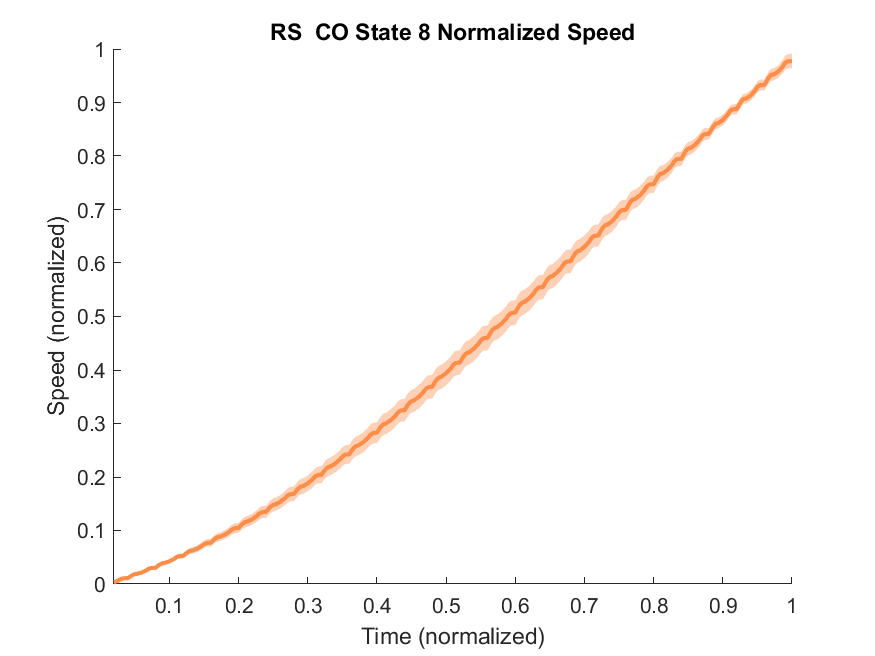 RS  CO State 8 Normalized Speed
1
0.9
0.8
0.7
0.6
0.5
0.4
0.3
0.2
0.1
0
Speed (normalized)
0.1 0.2 0.3 0.4 0.5 0.6 0.7 0.8 0.9 1
Time (normalized)